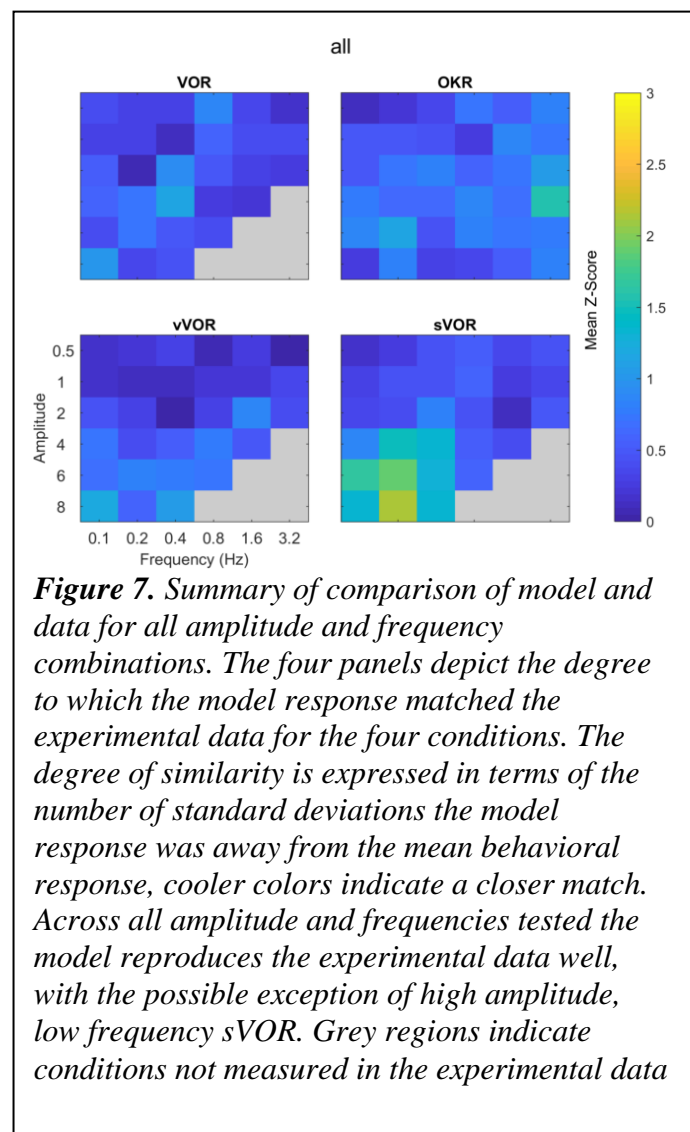 all
VOR
OKR
3
2.5
2
1.5
1
0.5
0
Mean Z-Score
vVOR
sVOR
0.5
1
2
4
6
8
Amplitude
0.1 0.2 0.4 0.8 1.6 3.2
Frequency (Hz)
Figure 7. Summary of comparison of model and
data for all amplitude and frequency
combinations. The four panels depict the degree
to which the model response matched the
experimental data for the four conditions. The
degree of similarity is expressed in terms of the
number of standard deviations the model
response was away from the mean behavioral
response, cooler colors indicate a closer match.
Across all amplitude and frequencies tested the
model reproduces the experimental data well,
with the possible exception of high amplitude,
low frequency sVOR. Grey regions indicate
conditions not measured in the experimental data